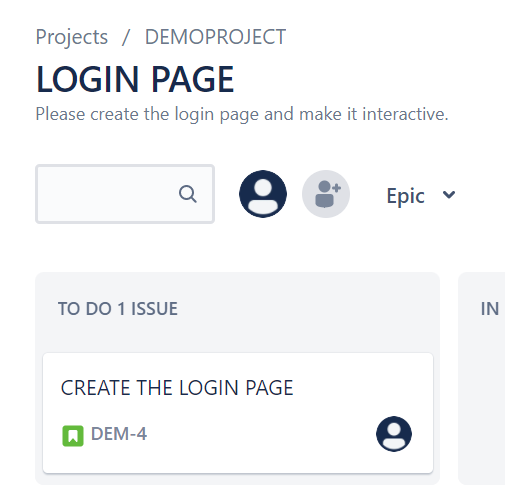 Projects / DEMOPROJECT
LOGIN PAGE
Please create the login page and make it interactive.
Epic
TO DO 1 ISSUE
IN
CREATE THE LOGIN PAGE
DEM-4